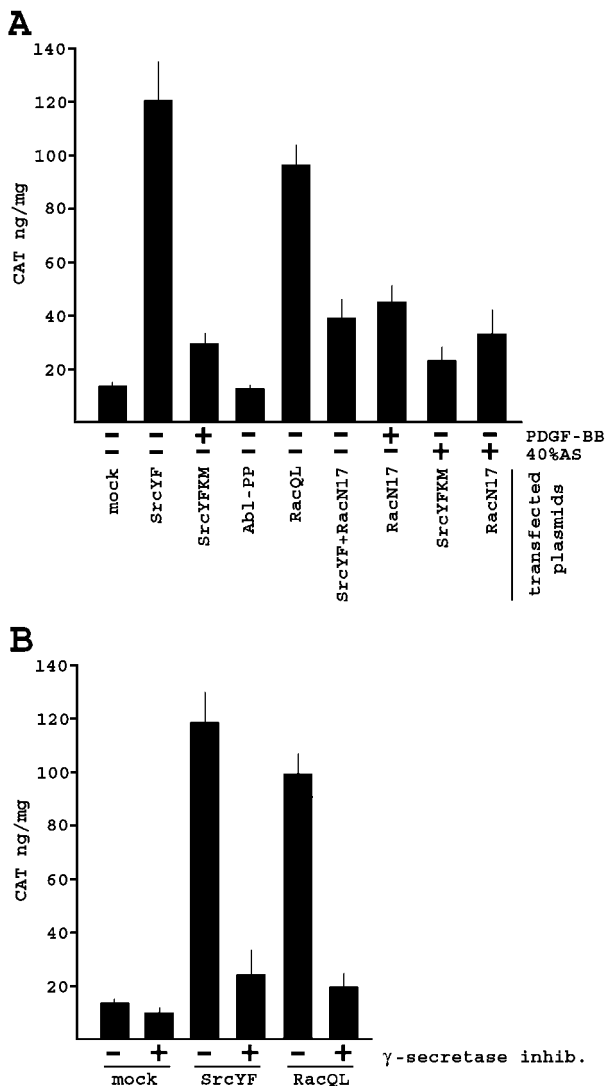 A
140
120
100
80
60
40
20
CAT ng/mg
- - + - - - + - - PDGF-BB
- - - - - - - + + 40%AS
mock
SrcYF
SrcYFKM
Abl-PP
RacQL
SrcYF+RacN17
RacN17
SrcYFKM
RacN17
transfected
plasmids
B
140
120
100
80
60
40
20
CAT ng/mg
- + - + - + γ-secretase inhib.
mock SrcYF RacQL